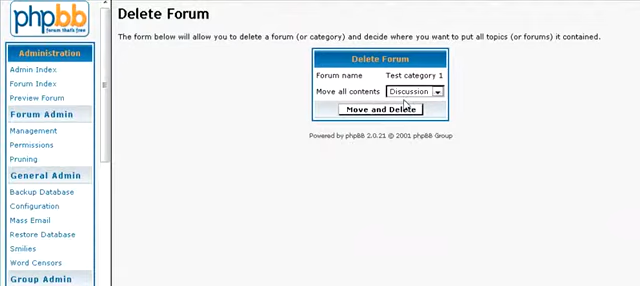 phpBB
forum that's easy
Administration
Admin Index
Forum Index
Preview Forum
Forum Admin
Management
Permissions
Pruning
General Admin
Backup Database
Configuration
Mass Email
Restore Database
Smilies
Word Censors
Group Admin
Delete Forum
The form below will allow you to delete a forum (or category) and decide where you want to put all topics (or forums) it contained.
Delete Forum
Forum name Test category 1
Move all contents Discussion
Move and Delete
Powered by phpBB 2.0.21 © 2001 phpBB Group